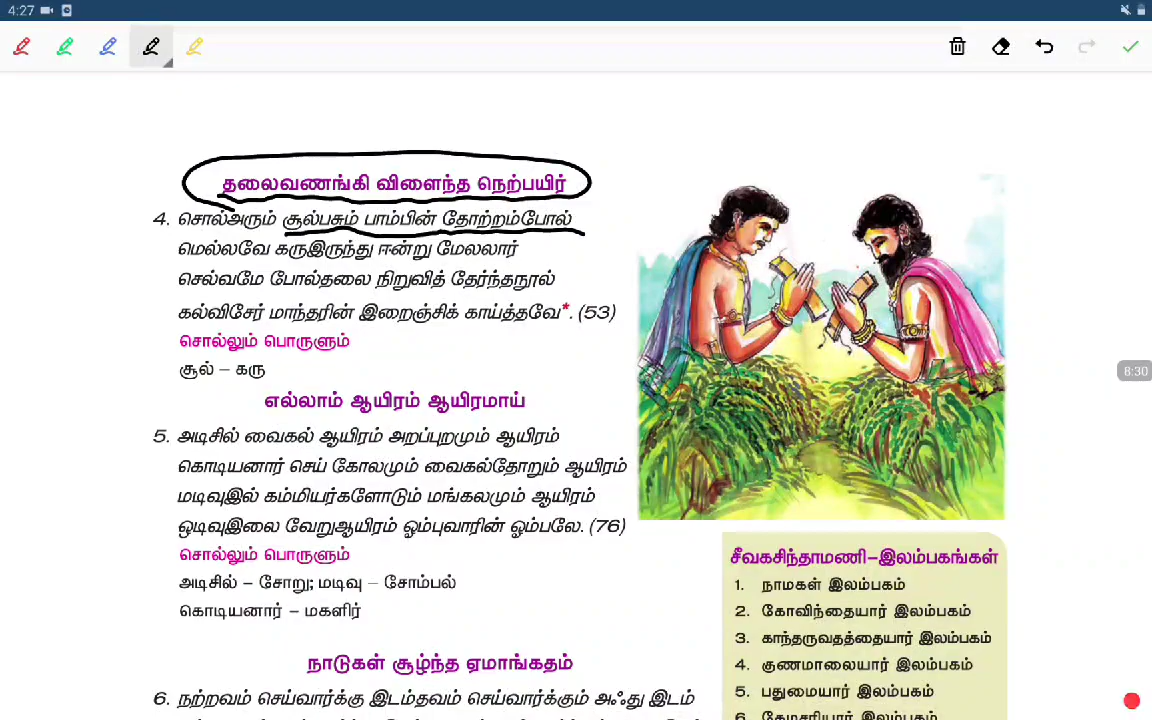 4:27
தலைவணங்கி விளைந்த நெற்பயிர்
4. சொல்அரும் சூல்பசும் பாம்பின் தோற்றம்போல்
மெல்லவே கருஇருந்து ஈன்று மேலலார்
செல்வமே போல்தலை நிறுவித் தேர்ந்தநூல்
கல்விசேர் மாந்தரின் இறைஞ்சிக் காய்த்தவே*. (53)
சொல்லும் பொருளும்
சூல் – கரு
எல்லாம் ஆயிரம் ஆயிரமாய்
5. அடிசில் வைகல் ஆயிரம் அறப்புறமும் ஆயிரம்
கொடியனார் செய் கோலமும் வைகல்தோறும் ஆயிரம்
மடிவுஇல் கம்மியர்களோடும் மங்கலமும் ஆயிரம்
ஒடிவுஇலை வேறுஆயிரம் ஓம்புவாரின் ஓம்பலே. (76)
சொல்லும் பொருளும்
அடிசில் – சோறு; மடிவு – சோம்பல்
கொடியனார் – மகளிர்
நாடுகள் சூழ்ந்த ஏமாங்கதம்
6. நற்றவம் செய்வார்க்கு இடம்தவம் செய்வார்க்கும் அஃது இடம்
8:30
சீவகசிந்தாமணி–இலம்பகங்கள்
1. நாமகள் இலம்பகம்
2. கோவிந்தையார் இலம்பகம்
3. காந்தருவதத்தையார் இலம்பகம்
4. குணமாலையார் இலம்பகம்
5. பதுமையார் இலம்பகம்
6. கேமசரியார் இலம்பகம்